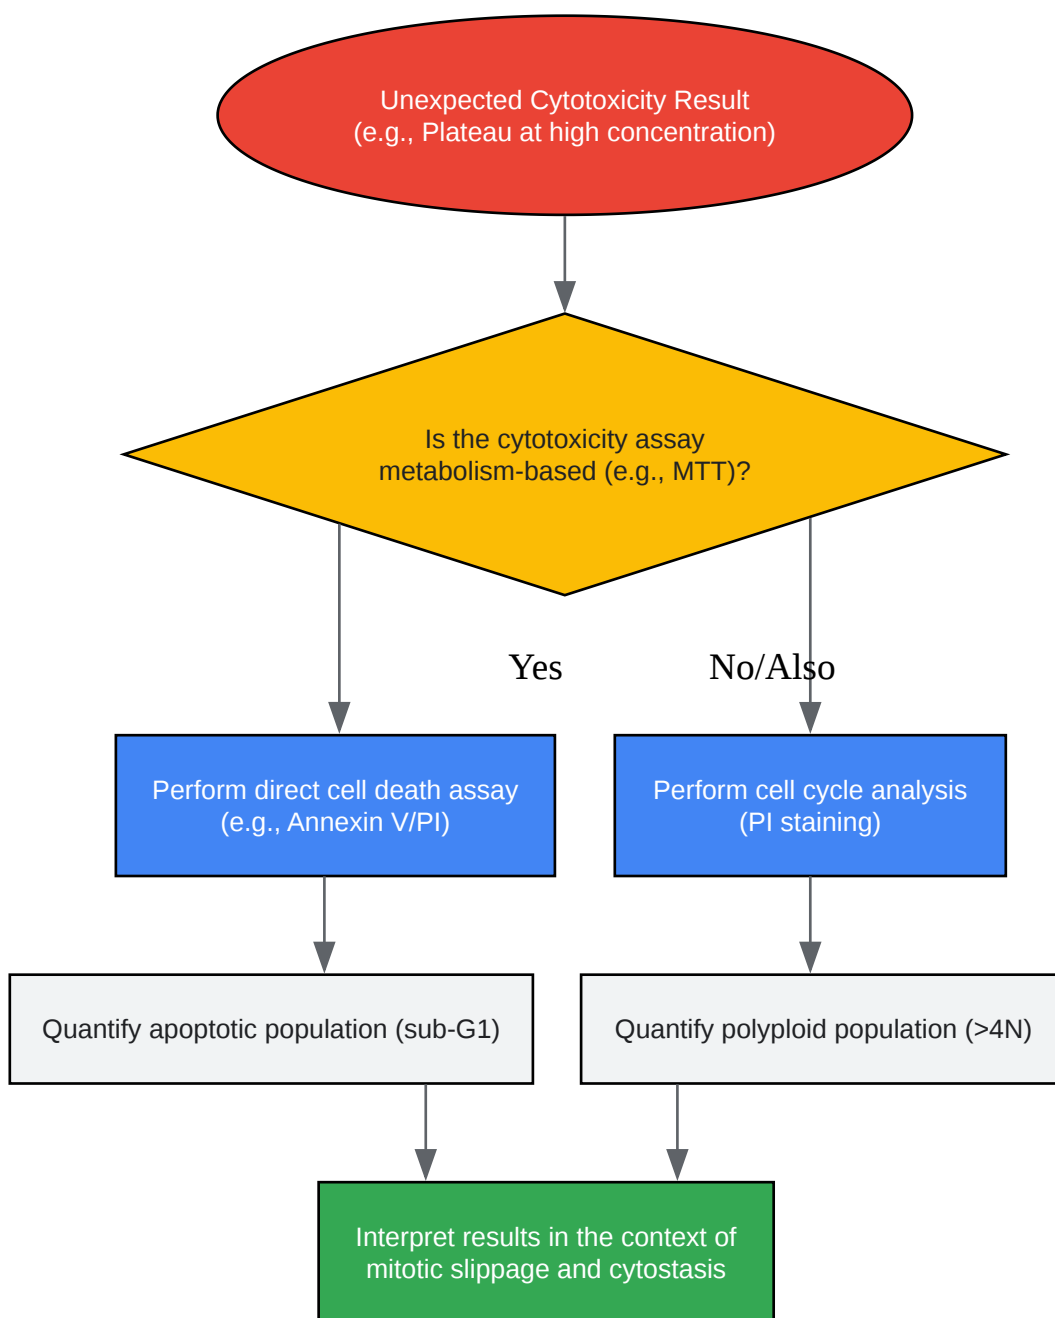 Unexpected Cytotoxicity Result
(e.g., Plateau at high concentration)
Is the cytotoxicity assay
metabolism-based (e.g., MTT)?
Yes
No/Also
Perform direct cell death assay
(e.g., Annexin V/PI)
Perform cell cycle analysis
(PI staining)
Quantify apoptotic population (sub-G1)
Quantify polyploid population (>4N)
Interpret results in the context of
mitotic slippage and cytostasis